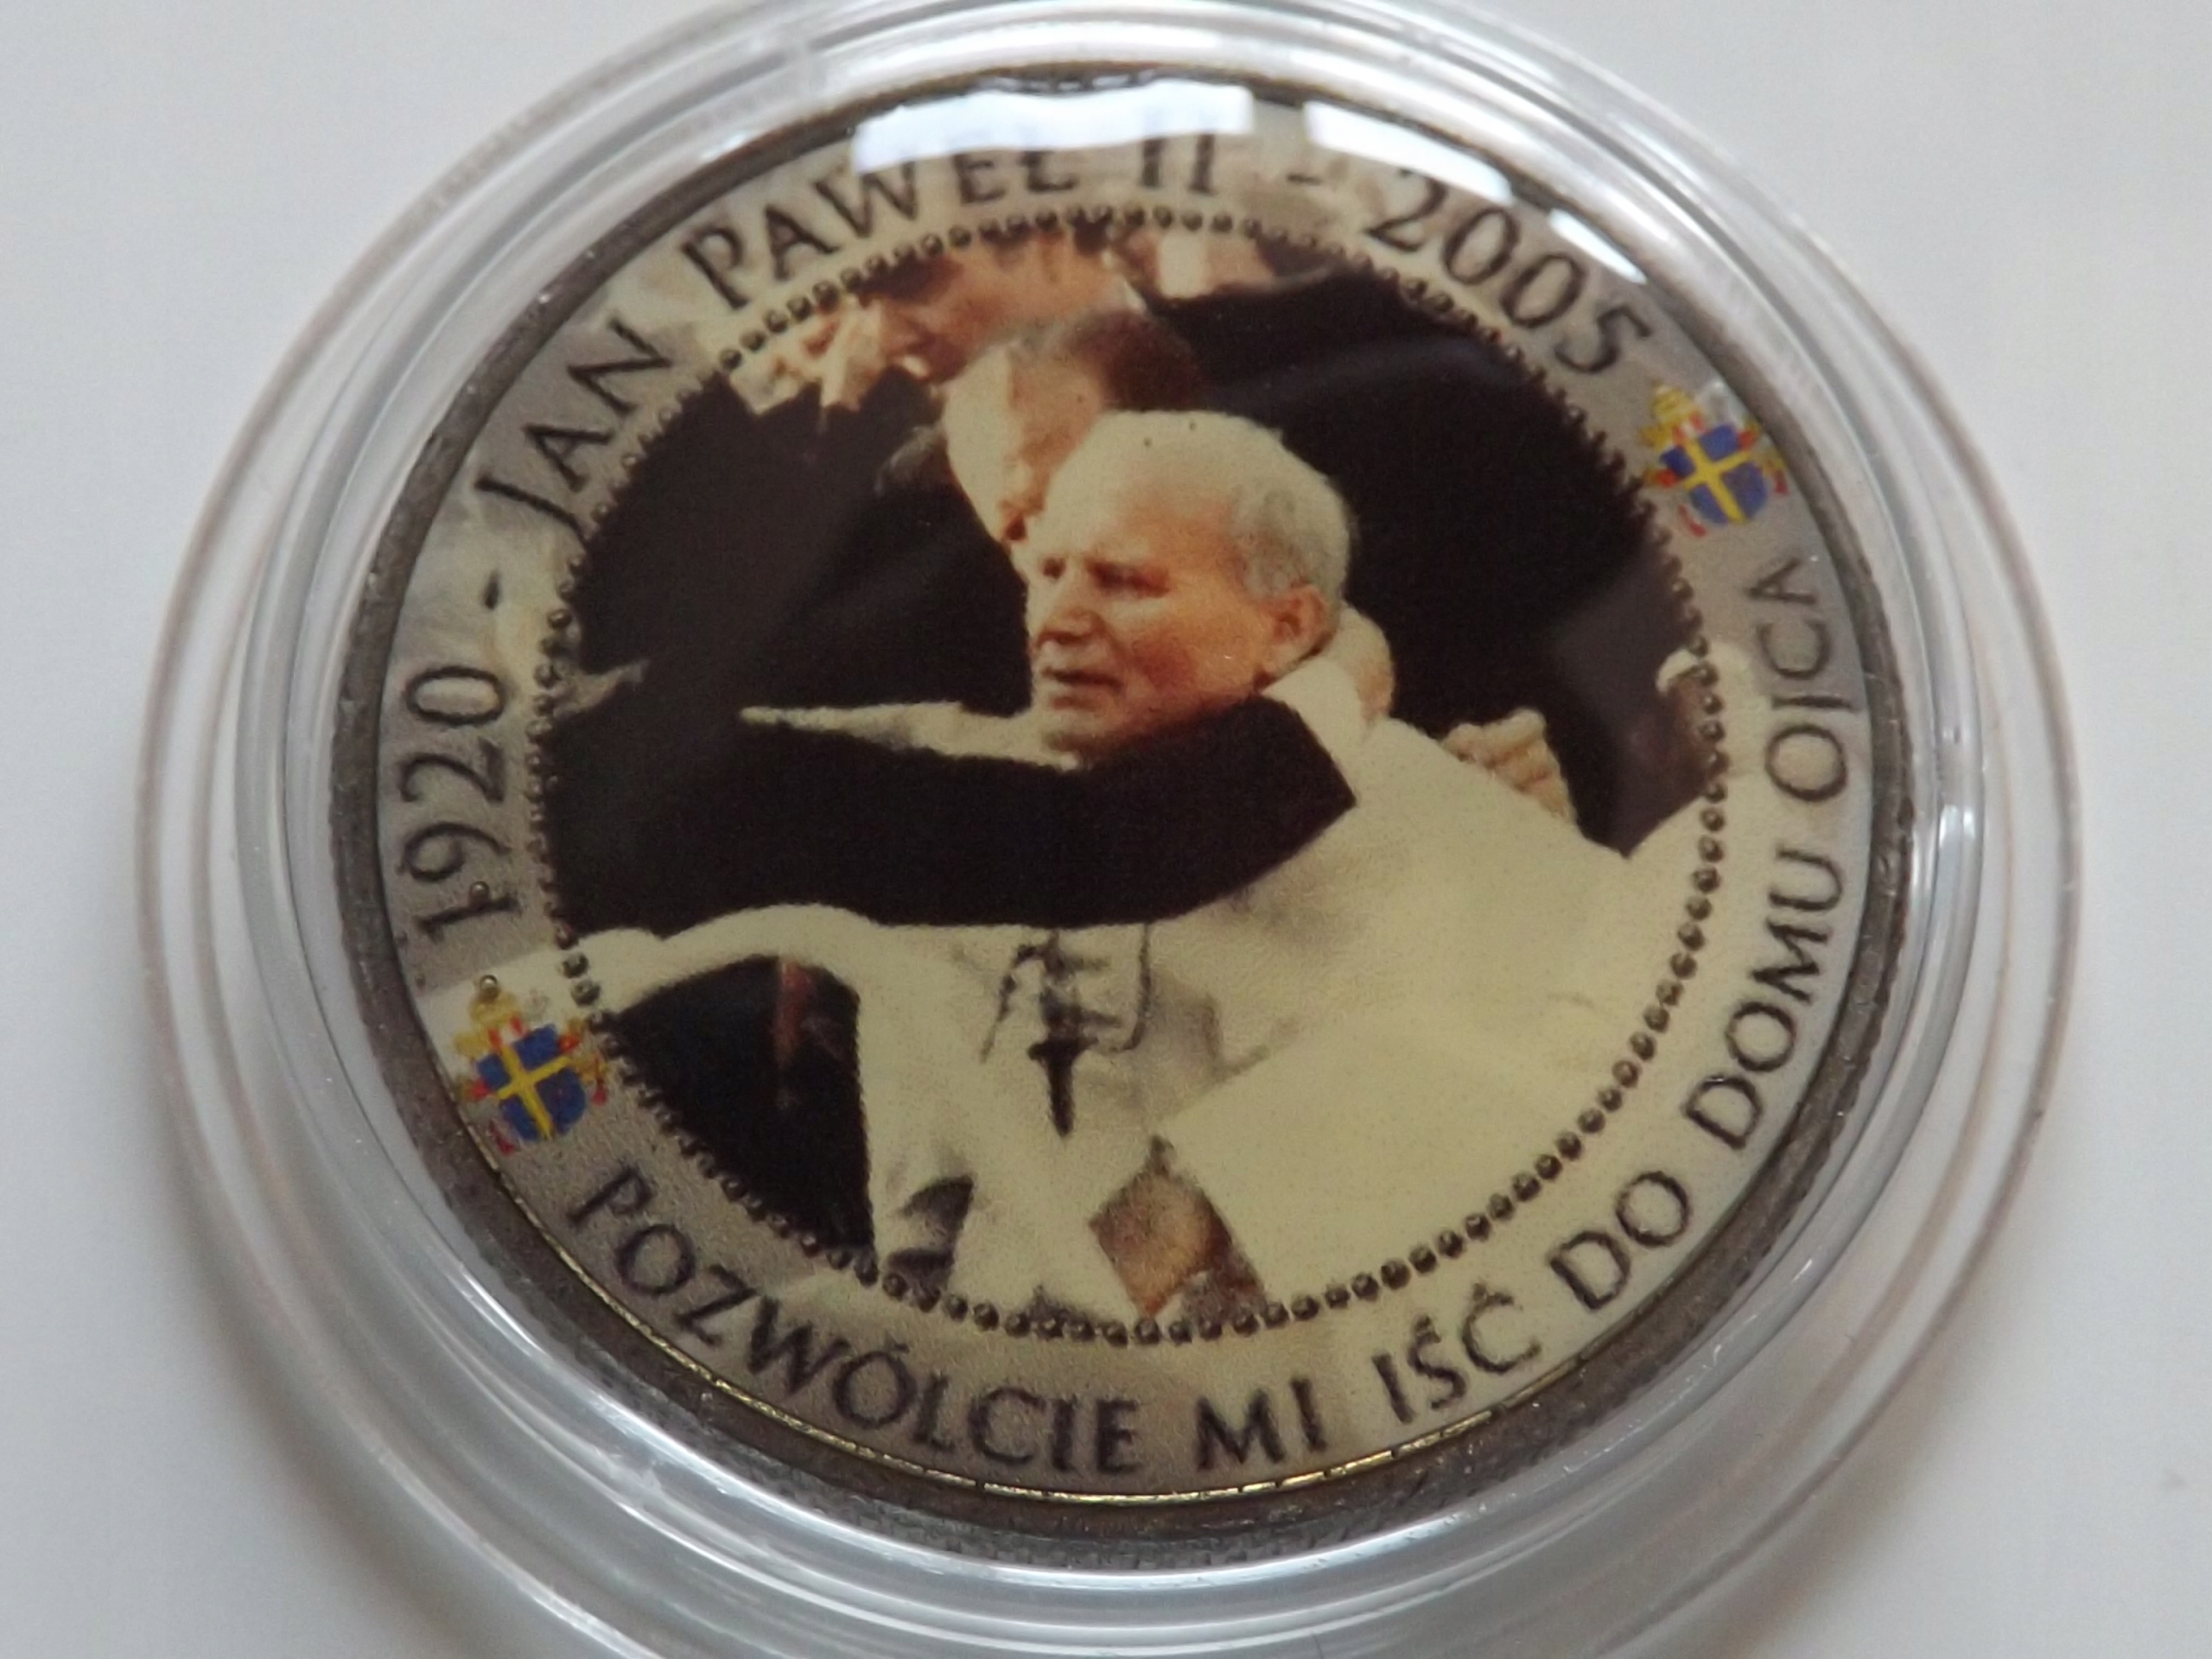 1920 - JAN PAWEŁ II - 2005
POZWÓLCIE MI IŚĆ DO DOMU OJCA